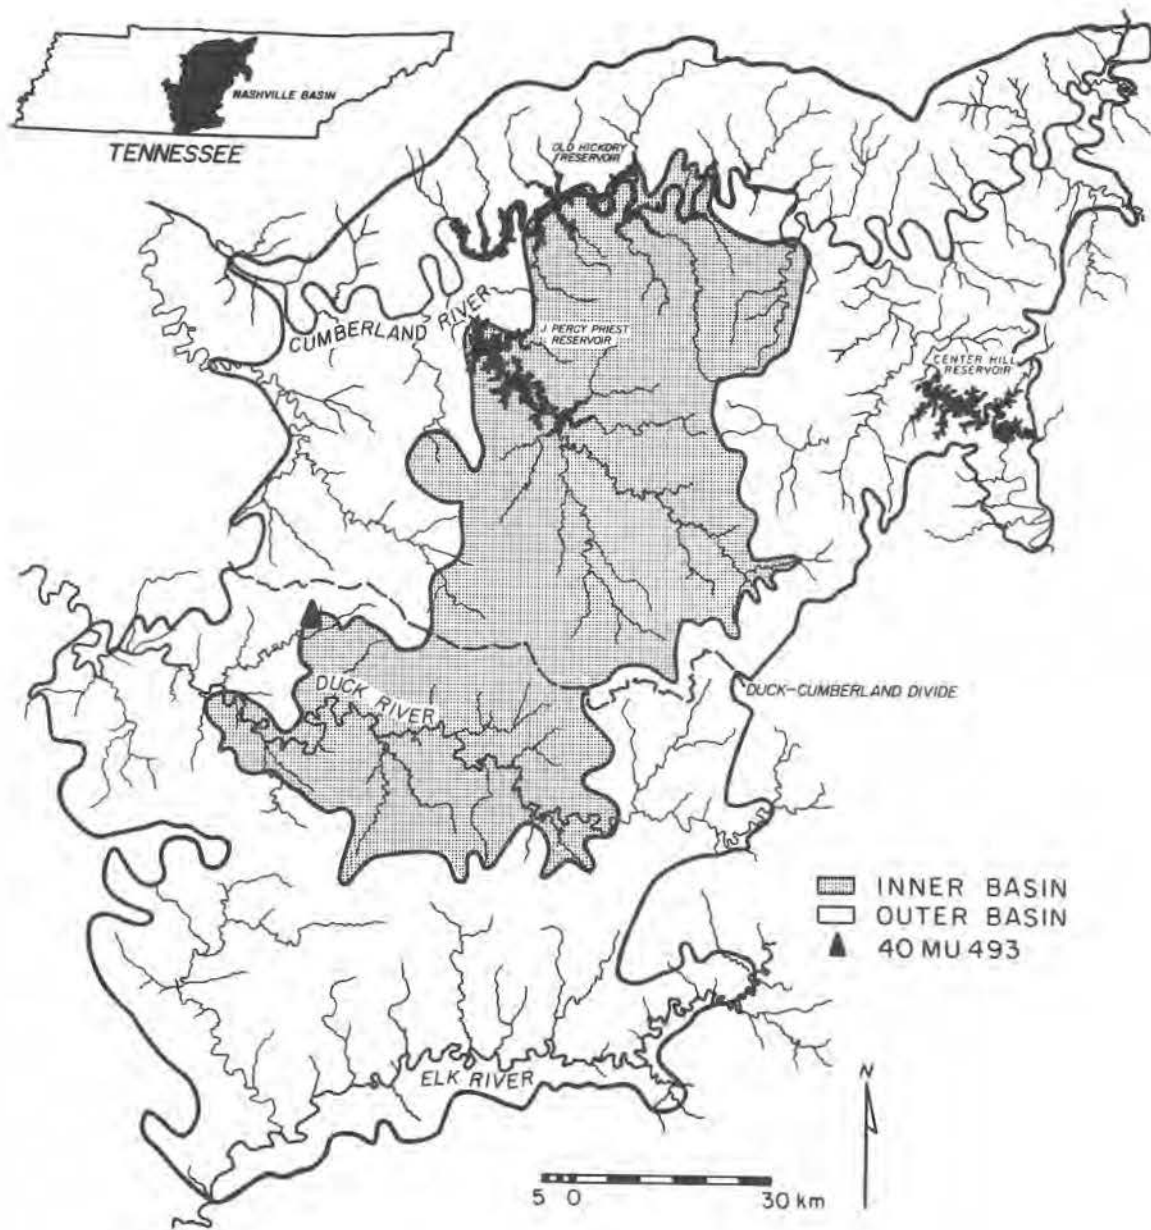 NASHVILLE BASIN
TENNESSEE
OLD HICKORY
RESERVOIR
CUMBERLAND RIVER
J. PERCY PRIEST
RESERVOIR
CENTER HILL
RESERVOIR
DUCK RIVER
DUCK-CUMBERLAND DIVIDE
INNER BASIN
OUTER BASIN
40 MU 493
ELK RIVER
N
5 0 30 km